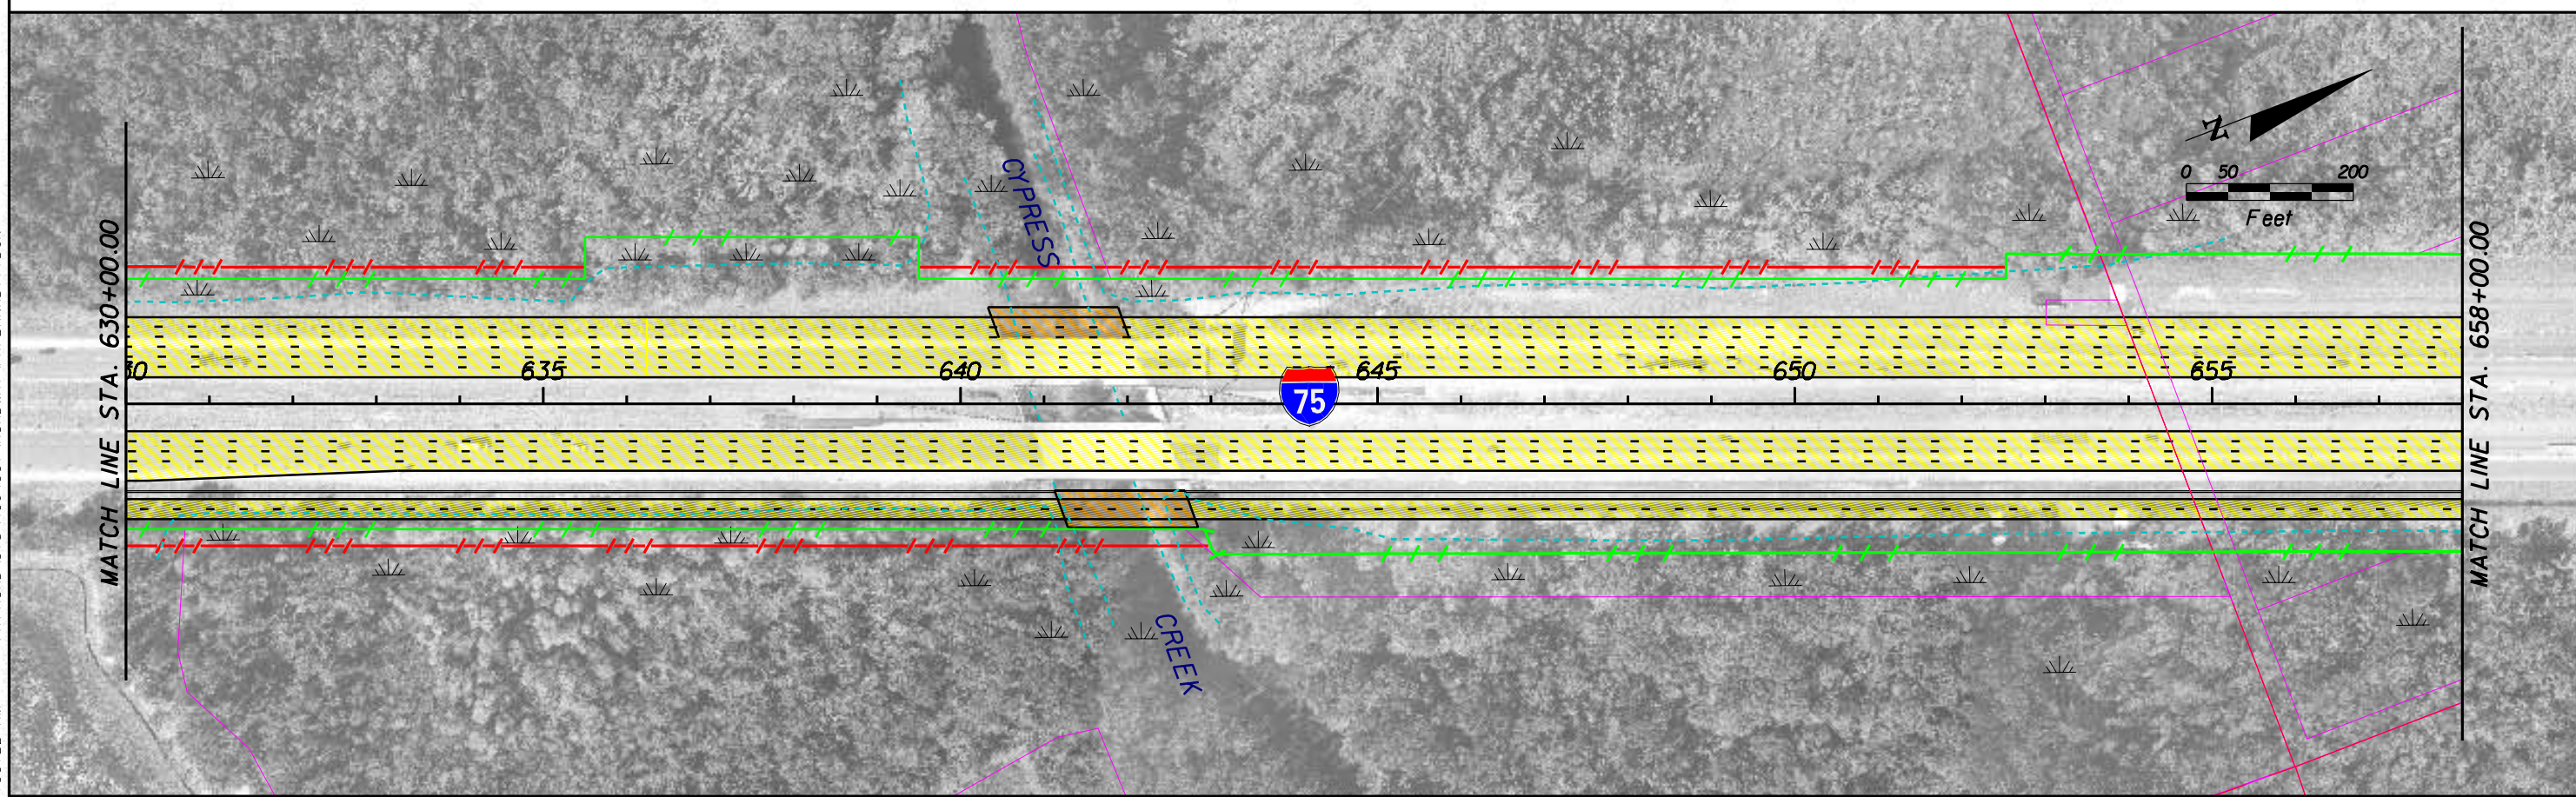 CYPRESS
N
0 50 200
Feet
MATCH LINE STA. 630+00.00
30 635 640 645 650 655
75
MATCH LINE STA. 658+00.00
CREEK